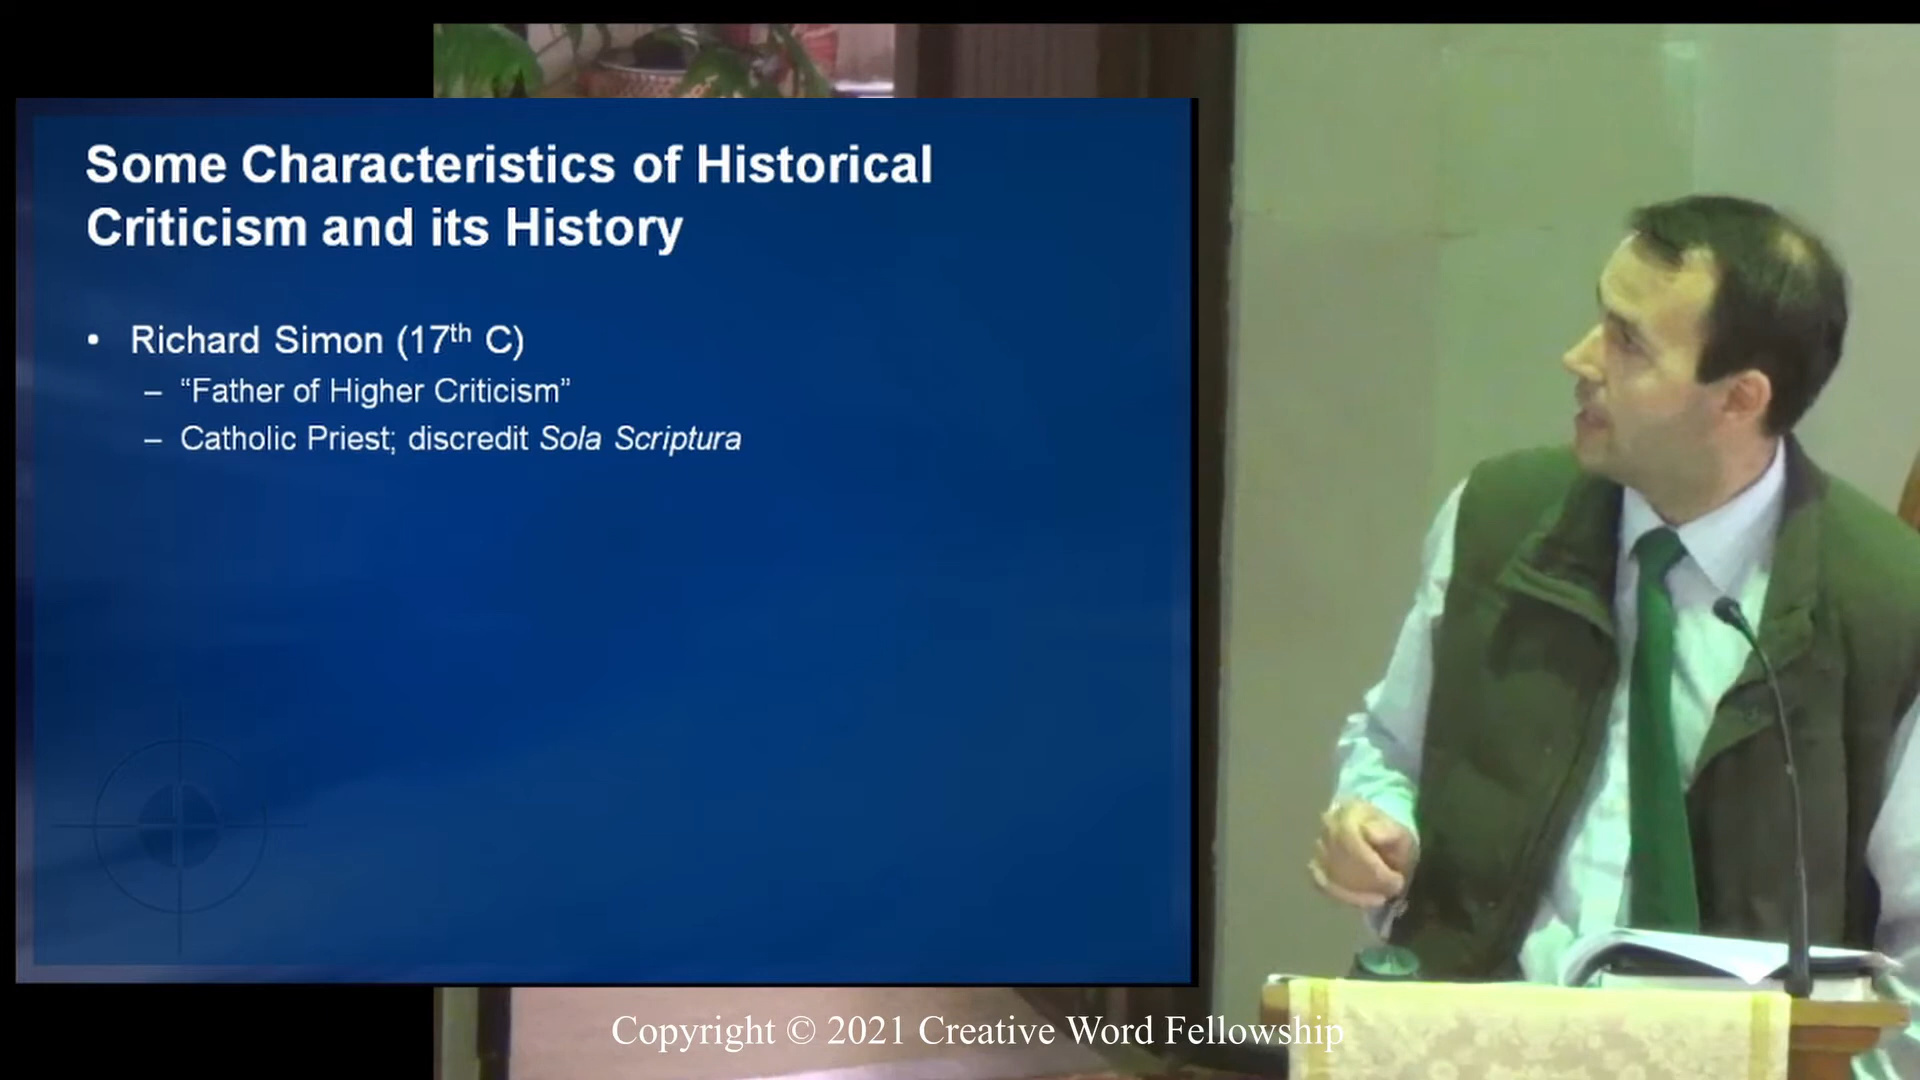 Some Characteristics of Historical
Criticism and its History
• Richard Simon (17th C)
– “Father of Higher Criticism”
– Catholic Priest; discredit Sola Scriptura
Copyright © 2021 Creative Word Fellowship